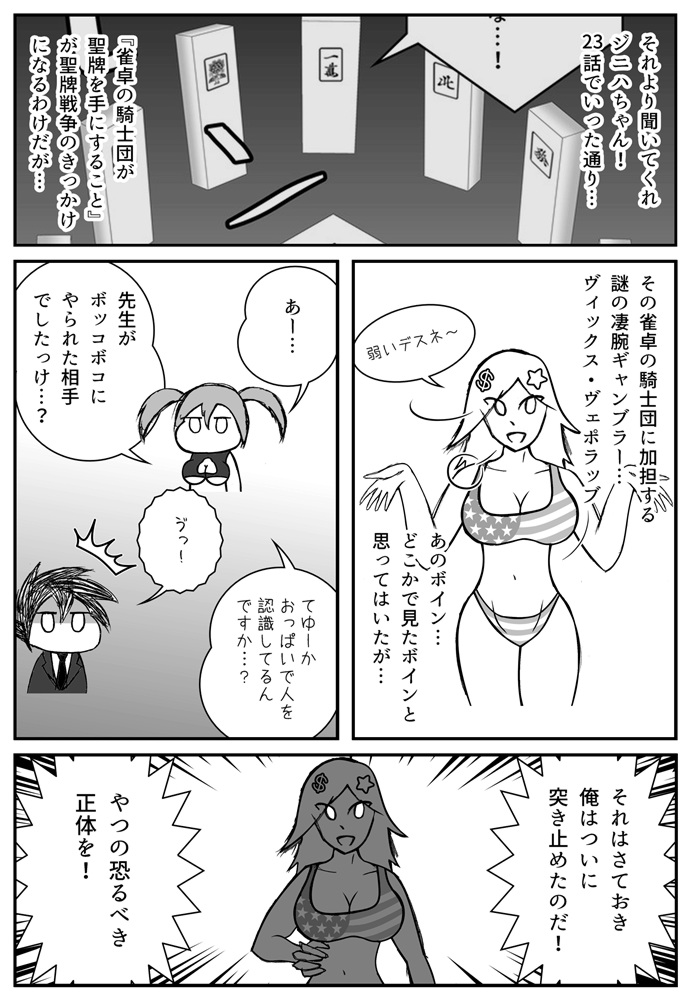 な…！
それより聞いてくれ
ジニハちゃん！
23話でいった通り…
『雀卓の騎士団が
聖牌を手にすること』
が聖牌戦争のきっかけ
になるわけだが…
一萬
北
發
その雀卓の騎士団に加担する
謎の凄腕ギャンブラー…
ヴィックス・ヴェポラッブ
弱いデスネ～
あのボイン…
どこかで見たボインと
思ってはいたが…
あー…
先生が
ボッコボコに
やられた相手
でしたっけ…？
ゔっ！
てゆーか
おっぱいで人を
認識してるん
ですか…？
それはさておき
俺はついに
突き止めたのだ！
やつの恐るべき
正体を！